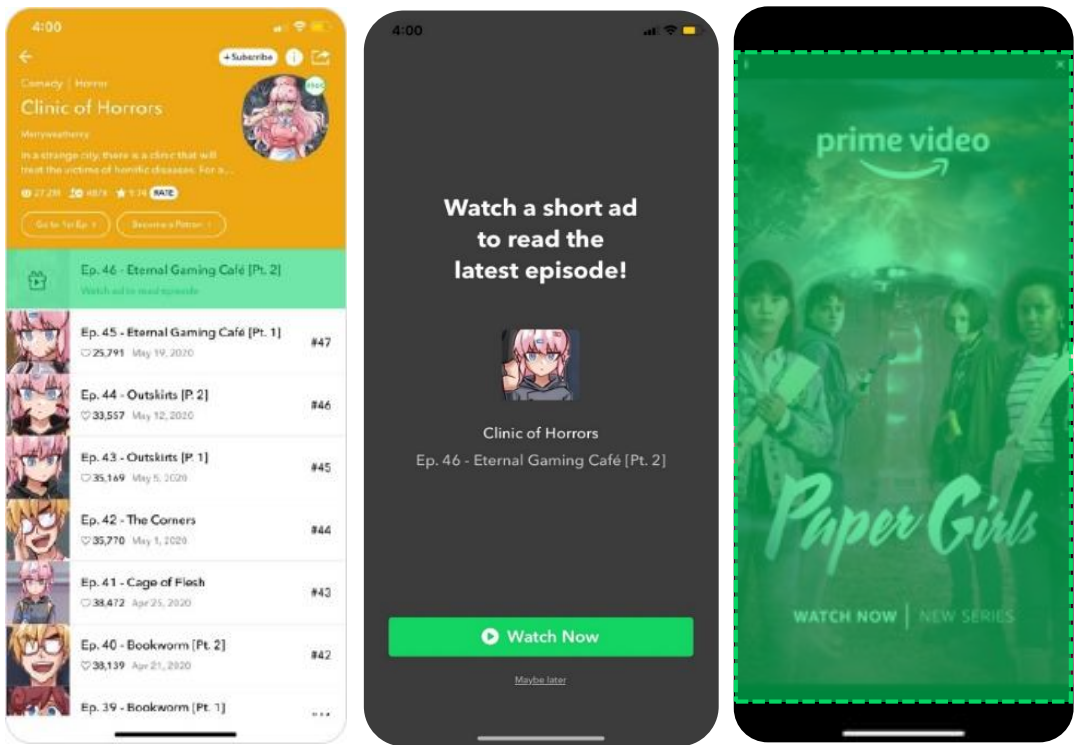 4:00
+ Subscribe
Comedy | Horror
Clinic of Horrors
Merryweathery
In a strange city, there is a clinic that will
treat the victims of horrific diseases. For a...
RATE
Go to 1st Ep. >
Become a Patron >
Ep. 46 - Eternal Gaming Café [Pt. 2]
Watch ad to read episode
Ep. 45 - Eternal Gaming Café [Pt. 1]
25,791 May 19, 2020
#47
Ep. 44 - Outskirts [P. 2]
33,557 May 12, 2020
#46
Ep. 43 - Outskirts [P. 1]
35,169 May 5, 2020
#45
Ep. 42 - The Corners
35,770 May 1, 2020
#44
Ep. 41 - Cage of Flesh
38,472 Apr 25, 2020
#43
Ep. 40 - Bookworm [Pt. 2]
38,139 Apr 21, 2020
#42
Ep. 39 - Bookworm [Pt. 1]
4:00
Watch a short ad
to read the
latest episode!
Clinic of Horrors
Ep. 46 - Eternal Gaming Café [Pt. 2]
Watch Now
Maybe later
prime video
Paper Girls
WATCH NOW | NEW SERIES